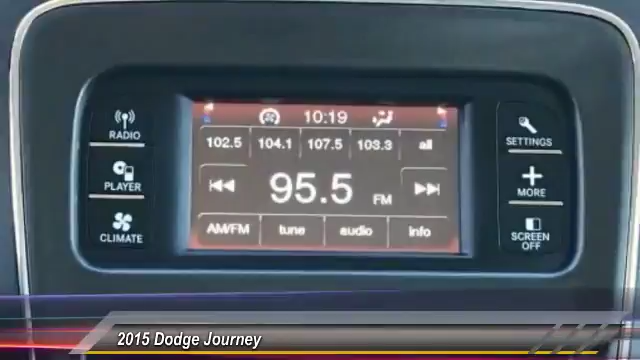 10:19
RADIO
SETTINGS
102.5 104.1 107.5 103.3 all
PLAYER
95.5 FM
MORE
CLIMATE
AM/FM tune audio info
SCREEN
OFF
2015 Dodge Journey